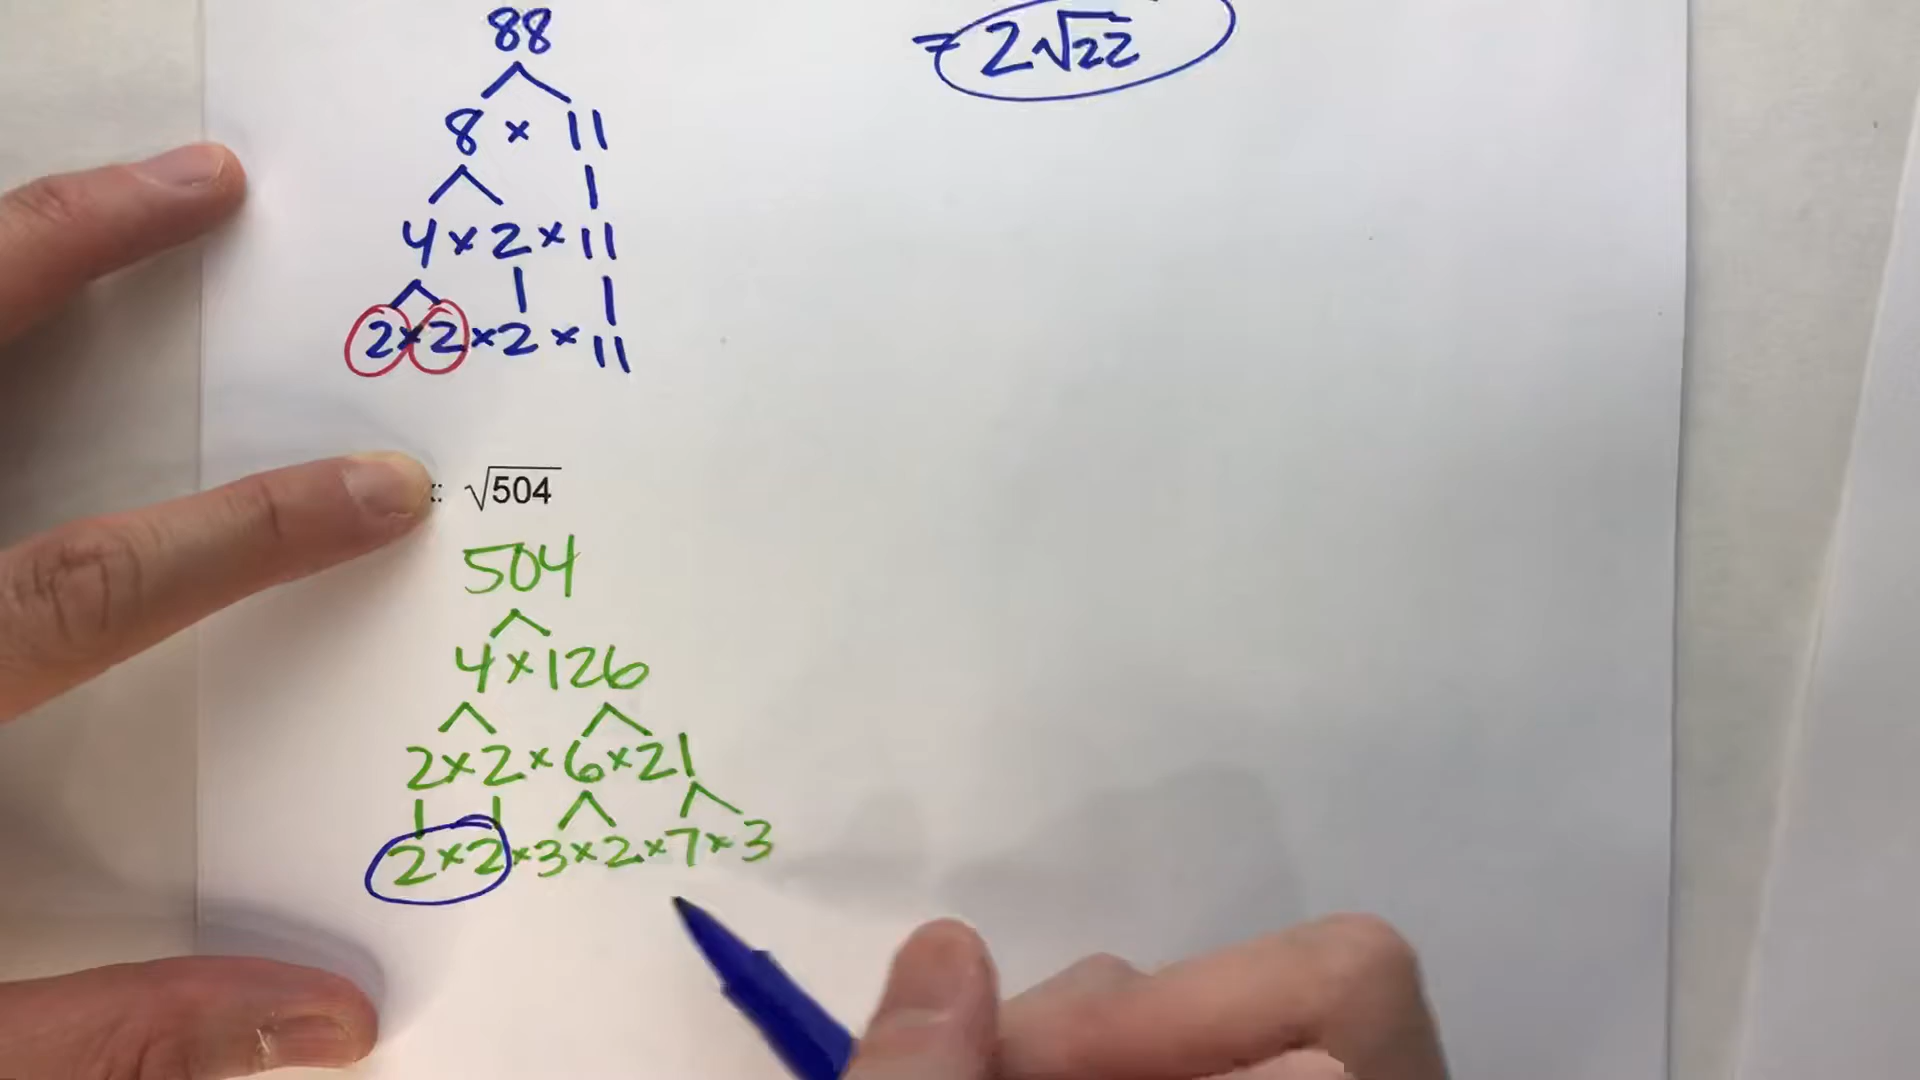 88
= 2√22
8 × 11
4 × 2 × 11
2 × 2 × 2 × 11
: √504
504
4 × 126
2 × 2 × 6 × 21
2 × 2 × 3 × 2 × 7 × 3